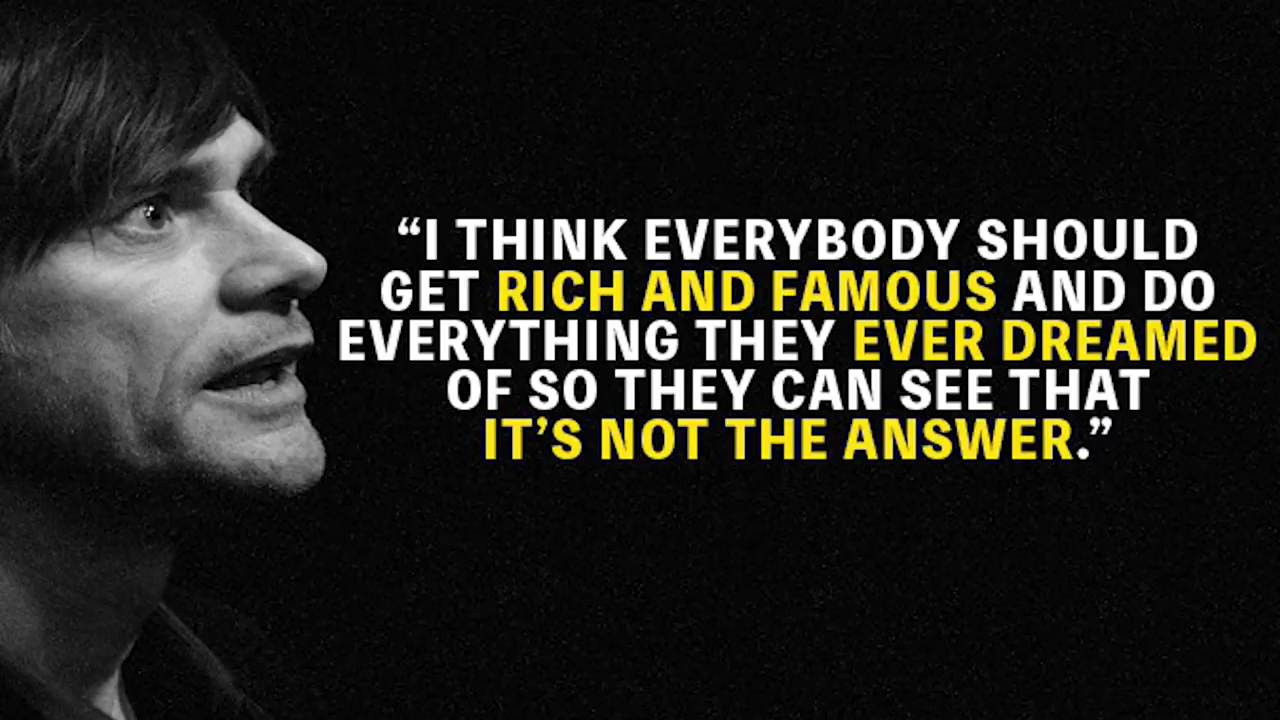 “I THINK EVERYBODY SHOULD
GET RICH AND FAMOUS AND DO
EVERYTHING THEY EVER DREAMED
OF SO THEY CAN SEE THAT
IT’S NOT THE ANSWER.”